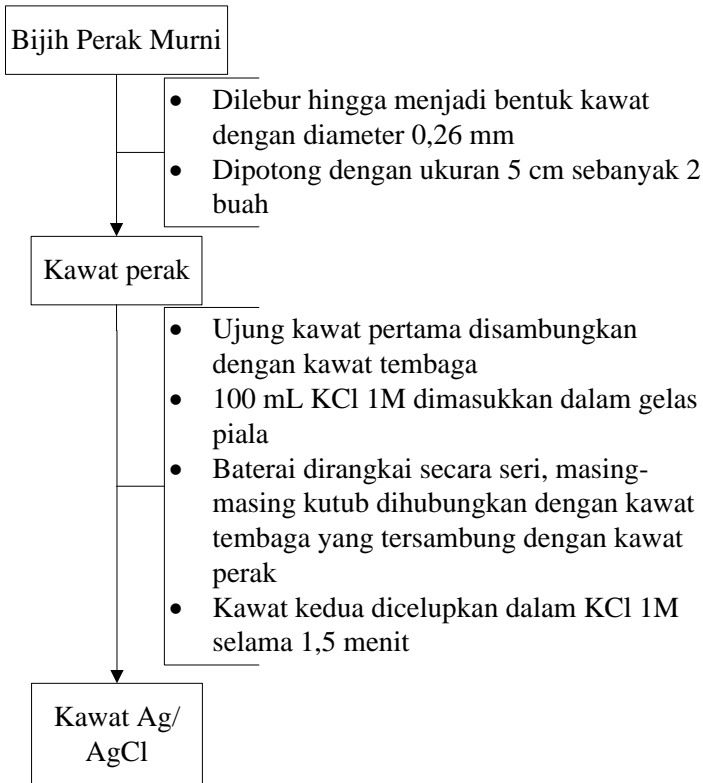 Bijih Perak Murni
• Dilebur hingga menjadi bentuk kawat
dengan diameter 0,26 mm
• Dipotong dengan ukuran 5 cm sebanyak 2
buah
Kawat perak
• Ujung kawat pertama disambungkan
dengan kawat tembaga
• 100 mL KCl 1M dimasukkan dalam gelas
piala
• Baterai dirangkai secara seri, masing-
masing kutub dihubungkan dengan kawat
tembaga yang tersambung dengan kawat
perak
• Kawat kedua dicelupkan dalam KCl 1M
selama 1,5 menit
Kawat Ag/
AgCl